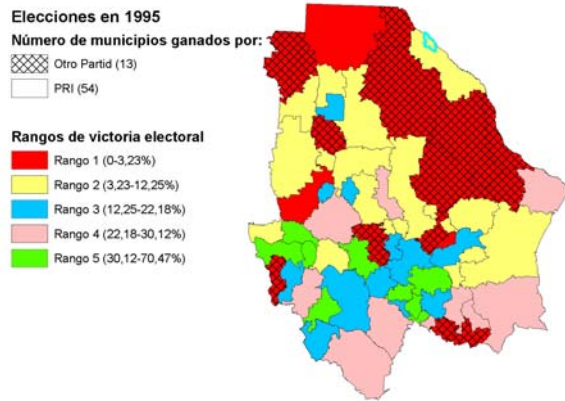 Elecciones en 1995
Número de municipios ganados por:
Otro Partid (13)
PRI (54)
Rangos de victoria electoral
Rango 1 (0-3,23%)
Rango 2 (3,23-12,25%)
Rango 3 (12,25-22,18%)
Rango 4 (22,18-30,12%)
Rango 5 (30,12-70,47%)